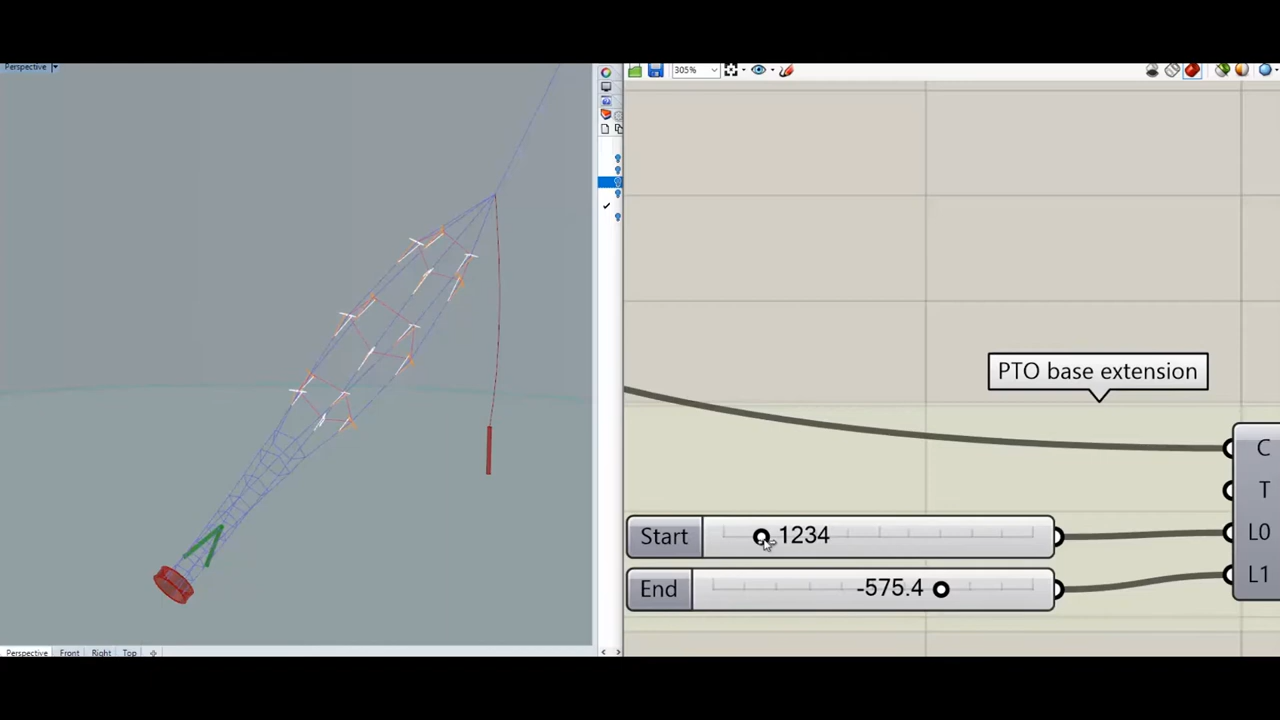 Perspective
305%
PTO base extension
C
T
Start
1234
L0
End
-575.4
L1
Perspective Front Right Top